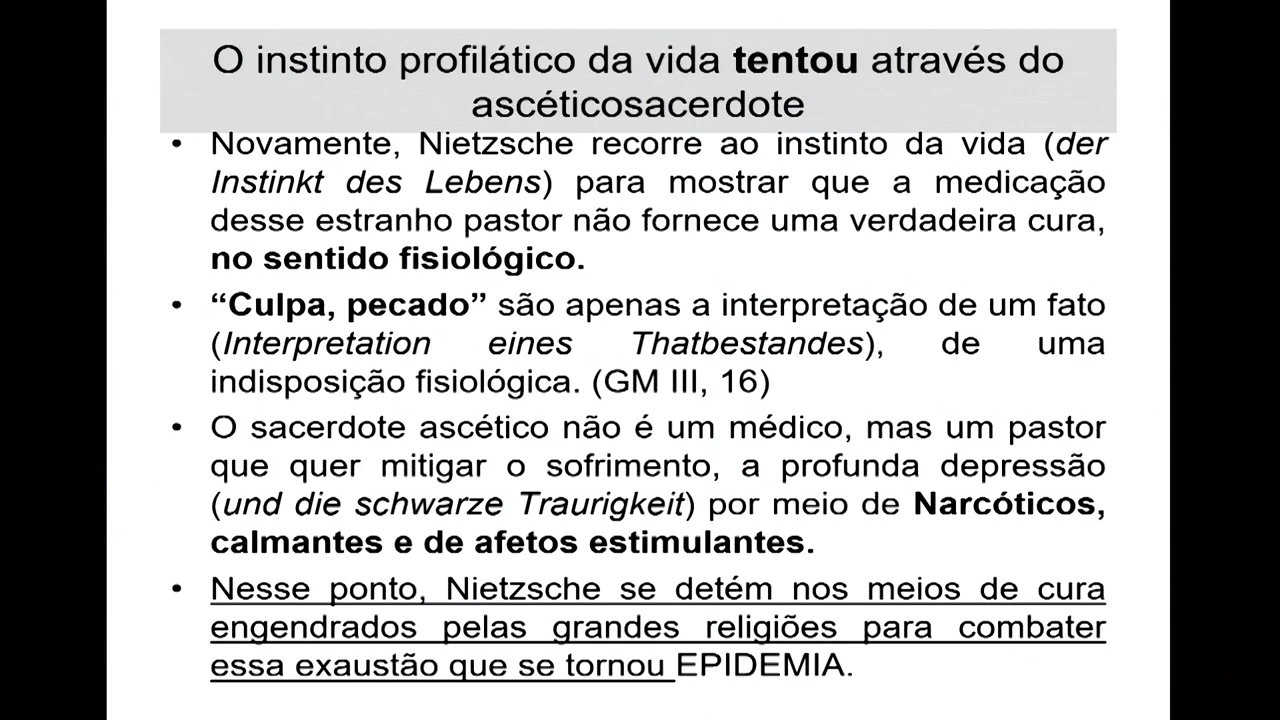 O instinto profilático da vida tentou através do
ascéticosacerdote
• Novamente, Nietzsche recorre ao instinto da vida (der
Instinkt des Lebens) para mostrar que a medicação
desse estranho pastor não fornece uma verdadeira cura,
no sentido fisiológico.
• “Culpa, pecado” são apenas a interpretação de um fato
(Interpretation eines Thatbestandes), de uma
indisposição fisiológica. (GM III, 16)
• O sacerdote ascético não é um médico, mas um pastor
que quer mitigar o sofrimento, a profunda depressão
(und die schwarze Traurigkeit) por meio de Narcóticos,
calmantes e de afetos estimulantes.
• Nesse ponto, Nietzsche se detém nos meios de cura
engendrados pelas grandes religiões para combater
essa exaustão que se tornou EPIDEMIA.